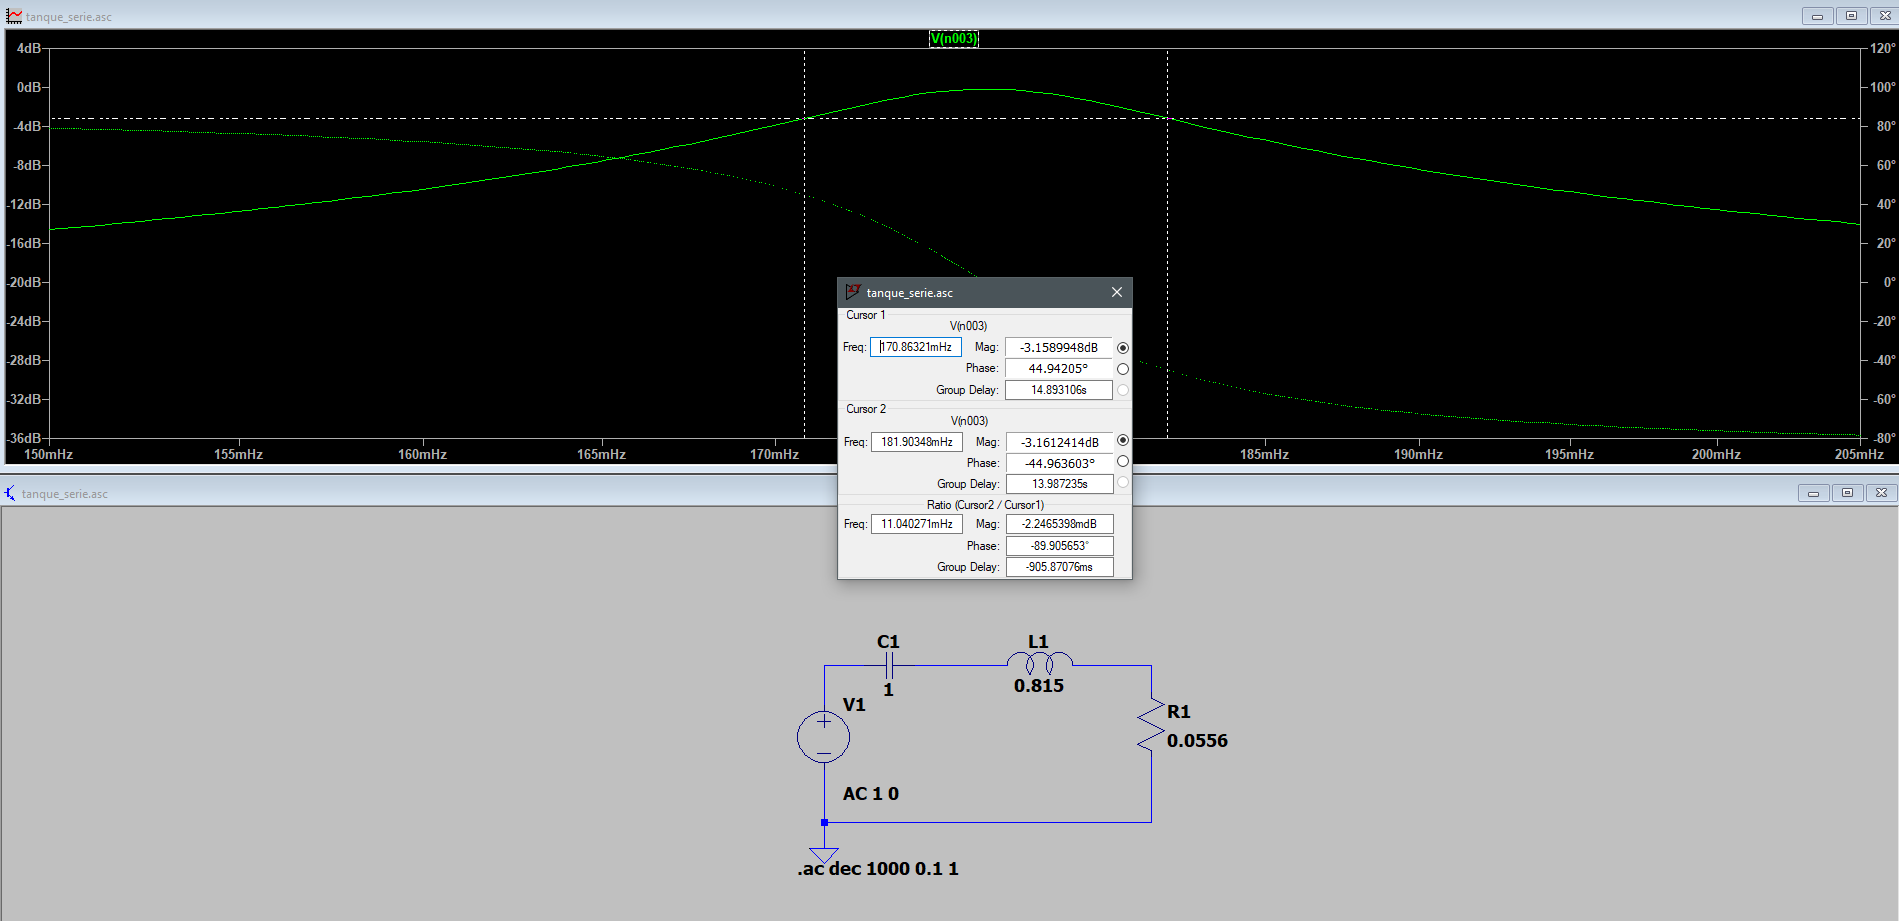 tanque_serie.asc
V(n003)
4dB
0dB
-4dB
-8dB
-12dB
-16dB
-20dB
-24dB
-28dB
-32dB
-36dB
120°
100°
80°
60°
40°
20°
0°
-20°
-40°
-60°
-80°
150mHz 155mHz 160mHz 165mHz 170mHz 185mHz 190mHz 195mHz 200mHz 205mHz
tanque_serie.asc
Cursor 1
V(n003)
Freq: 170.86321mHz Mag: -3.1589948dB
Phase: 44.94205°
Group Delay: 14.893106s
Cursor 2
V(n003)
Freq: 181.90348mHz Mag: -3.1612414dB
Phase: -44.963603°
Group Delay: 13.987235s
Ratio (Cursor2 / Cursor1)
Freq: 11.040271mHz Mag: -2.2465398mdB
Phase: -89.905653°
Group Delay: -905.87076ms
tanque_serie.asc
C1
1
L1
0.815
V1
R1
0.0556
AC 1 0
.ac dec 1000 0.1 1